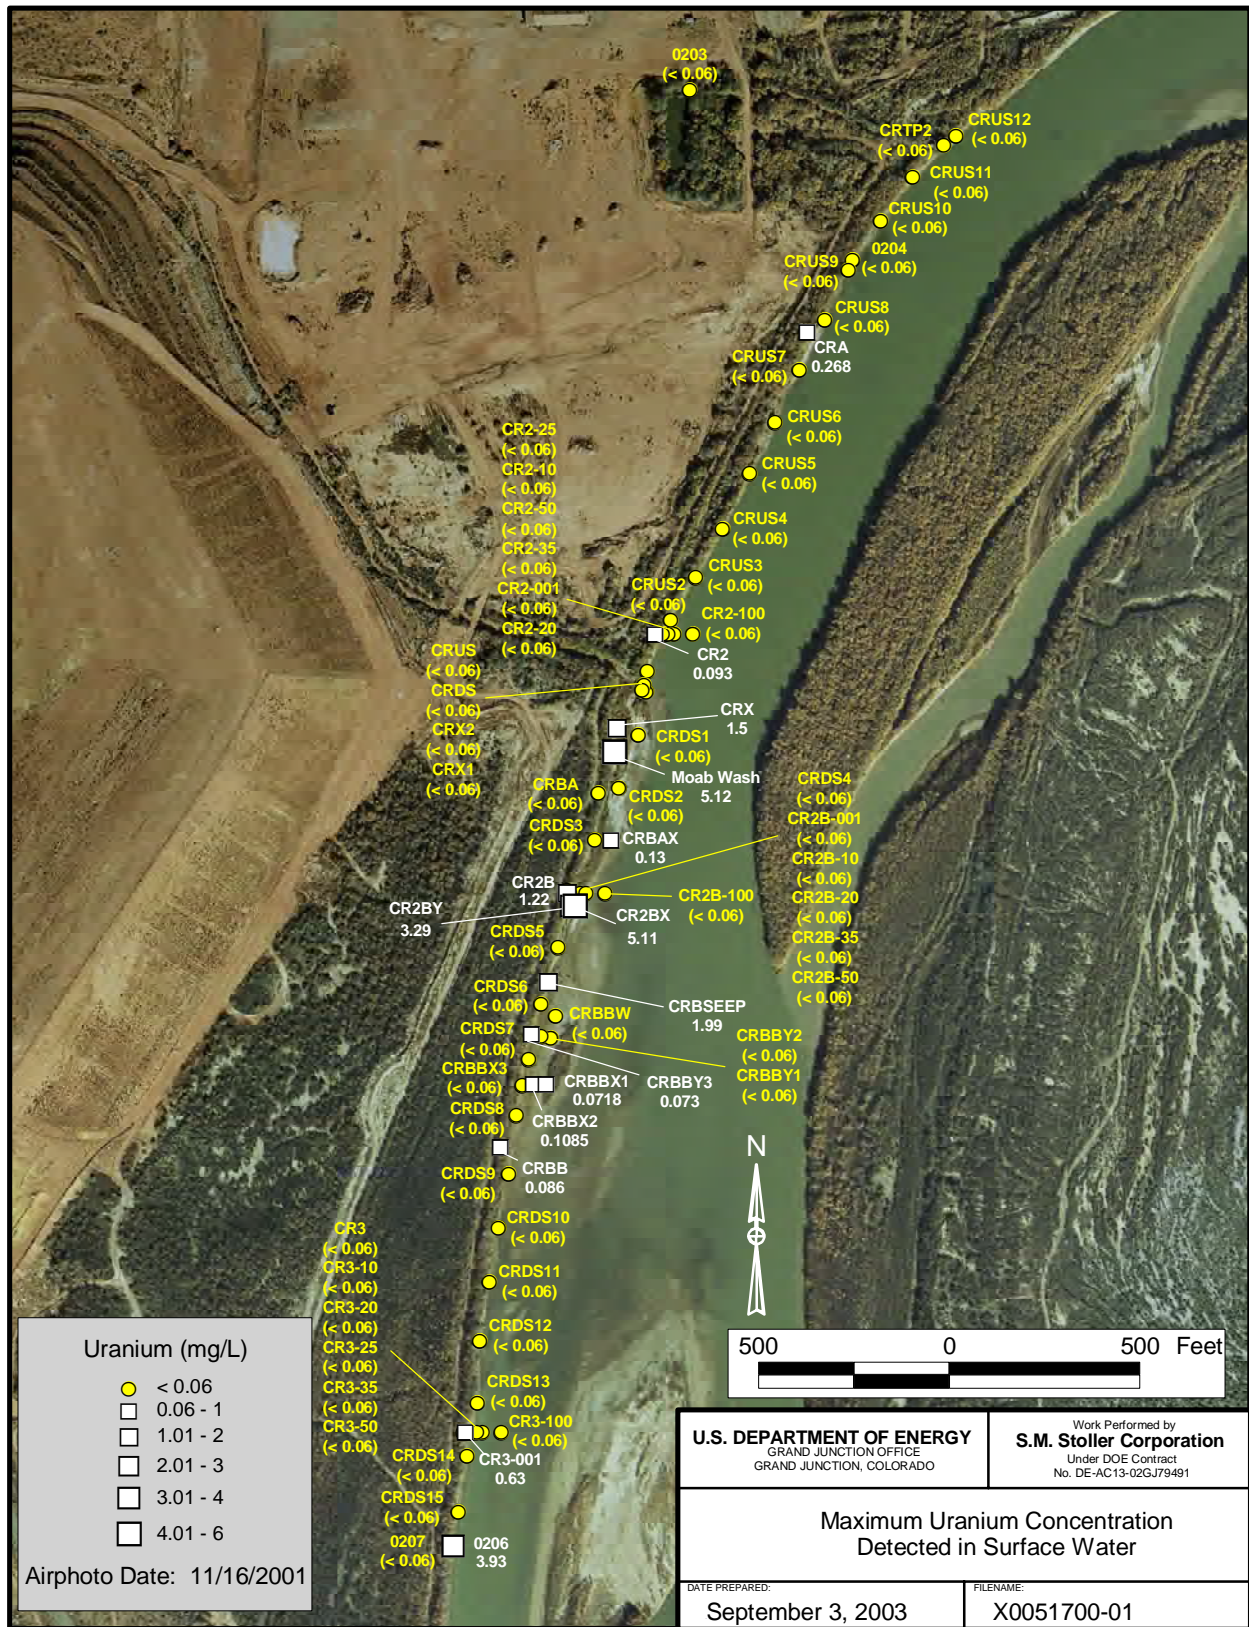 0203
(< 0.06)
CRUS12
(< 0.06)
CRTP2
(< 0.06)
CRUS11
(< 0.06)
CRUS10
(< 0.06)
0204
(< 0.06)
CRUS9
(< 0.06)
CRUS8
(< 0.06)
CRA
0.268
CRUS7
(< 0.06)
CRUS6
(< 0.06)
CR2-25
(< 0.06)
CR2-10
(< 0.06)
CR2-50
(< 0.06)
CR2-35
(< 0.06)
CR2-001
(< 0.06)
CR2-20
(< 0.06)
CRUS5
(< 0.06)
CRUS4
(< 0.06)
CRUS3
(< 0.06)
CRUS2
(< 0.06)
CR2-100
(< 0.06)
CR2
0.093
CRUS
(< 0.06)
CRDS
(< 0.06)
CRX2
(< 0.06)
CRX1
(< 0.06)
CRX
1.5
CRDS1
(< 0.06)
Moab Wash
5.12
CRBA
(< 0.06)
CRDS2
(< 0.06)
CRDS3
(< 0.06)
CRBAX
0.13
CRDS4
(< 0.06)
CR2B-001
(< 0.06)
CR2B-10
(< 0.06)
CR2B-20
(< 0.06)
CR2B-35
(< 0.06)
CR2B-50
(< 0.06)
CR2B
1.22
CR2B-100
(< 0.06)
CR2BY
3.29
CR2BX
5.11
CRDS5
(< 0.06)
CRBSEEP
1.99
CRDS6
(< 0.06)
CRBBW
(< 0.06)
CRDS7
(< 0.06)
CRBBY2
(< 0.06)
CRBBY1
(< 0.06)
CRBBX3
(< 0.06)
CRBBX1
0.0718
CRBBY3
0.073
CRDS8
(< 0.06)
CRBBX2
0.1085
CRBB
0.086
CRDS9
(< 0.06)
CRDS10
(< 0.06)
CRDS11
(< 0.06)
CRDS12
(< 0.06)
CR3
(< 0.06)
CR3-10
(< 0.06)
CR3-20
(< 0.06)
CR3-25
(< 0.06)
CR3-35
(< 0.06)
CR3-50
(< 0.06)
CRDS13
(< 0.06)
CR3-100
(< 0.06)
CR3-001
0.63
CRDS14
(< 0.06)
CRDS15
(< 0.06)
0207
(< 0.06)
0206
3.93
N
500 0 500 Feet
Uranium (mg/L)
< 0.06
0.06 - 1
1.01 - 2
2.01 - 3
3.01 - 4
4.01 - 6
Airphoto Date: 11/16/2001
U.S. DEPARTMENT OF ENERGY
GRAND JUNCTION OFFICE
GRAND JUNCTION, COLORADO
Work Performed by
S.M. Stoller Corporation
Under DOE Contract
No. DE-AC13-02GJ79491
Maximum Uranium Concentration
Detected in Surface Water
DATE PREPARED:
September 3, 2003
FILENAME:
X0051700-01